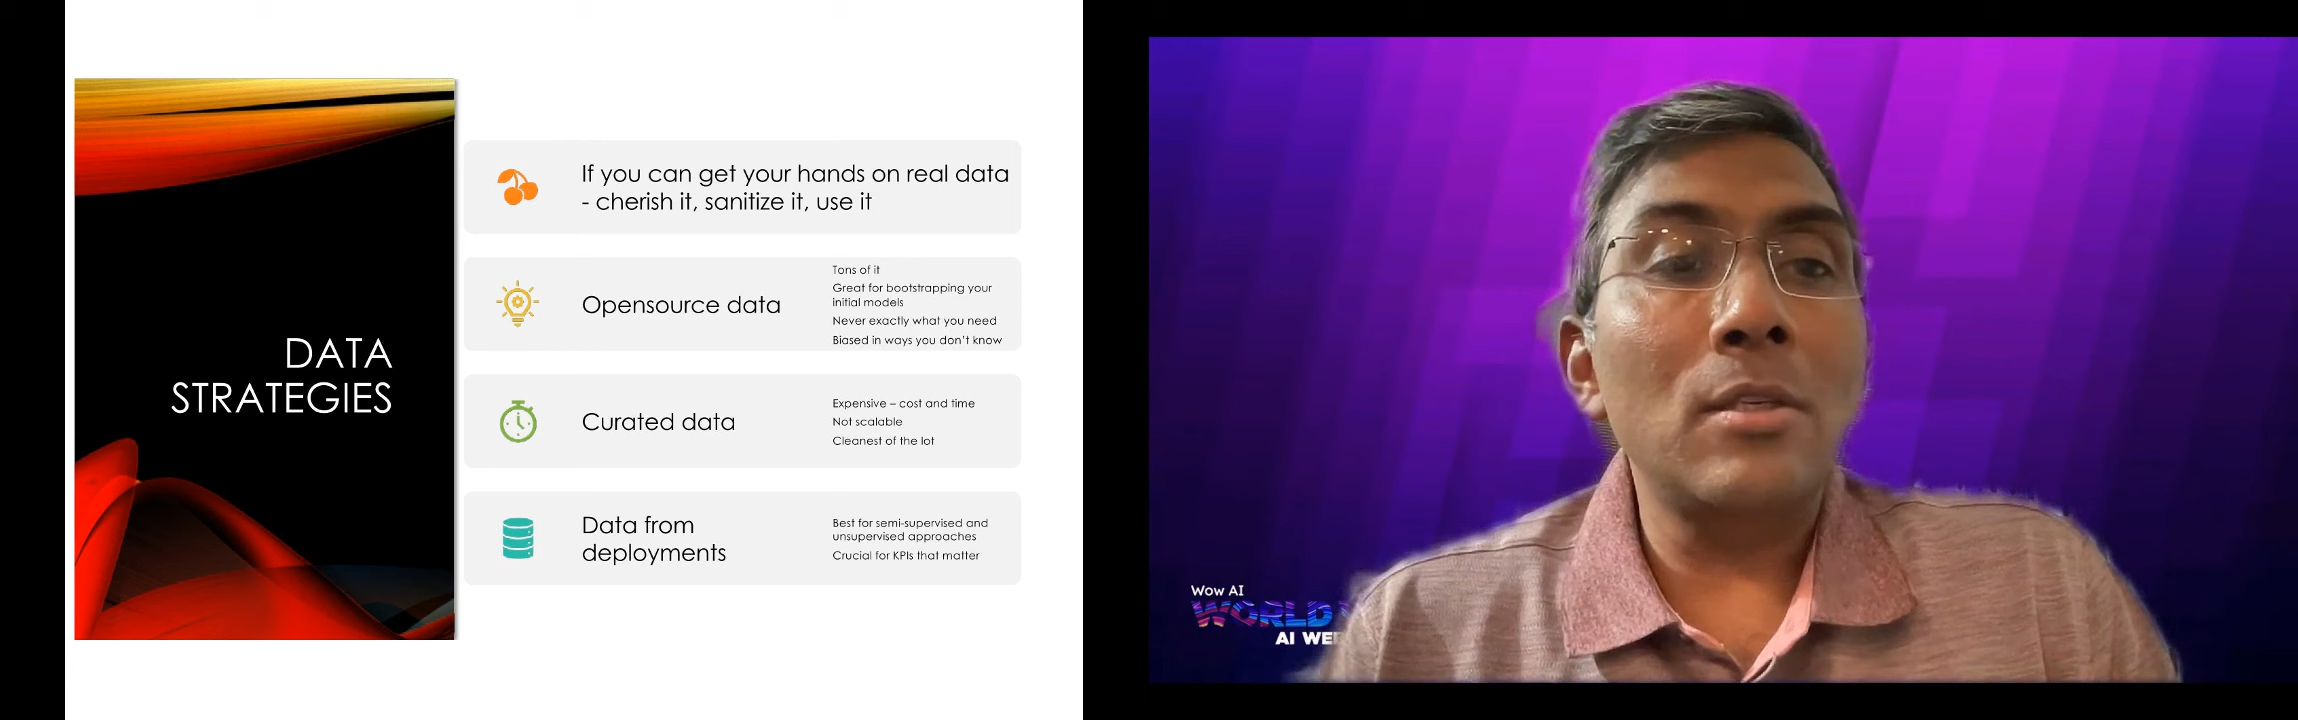 DATA
STRATEGIES
If you can get your hands on real data
- cherish it, sanitize it, use it
Opensource data
Tons of it
Great for bootstrapping your
initial models
Never exactly what you need
Biased in ways you don't know
Curated data
Expensive – cost and time
Not scalable
Cleanest of the lot
Data from
deployments
Best for semi-supervised and
unsupervised approaches
Crucial for KPIs that matter
Wow AI
WORLD
AI WE